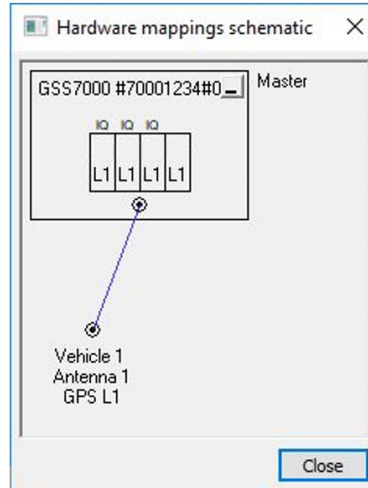 Hardware mappings schematic
GSS7000 #70001234#0
Master
IQ IQ IQ
L1 L1 L1 L1
Vehicle 1
Antenna 1
GPS L1
Close